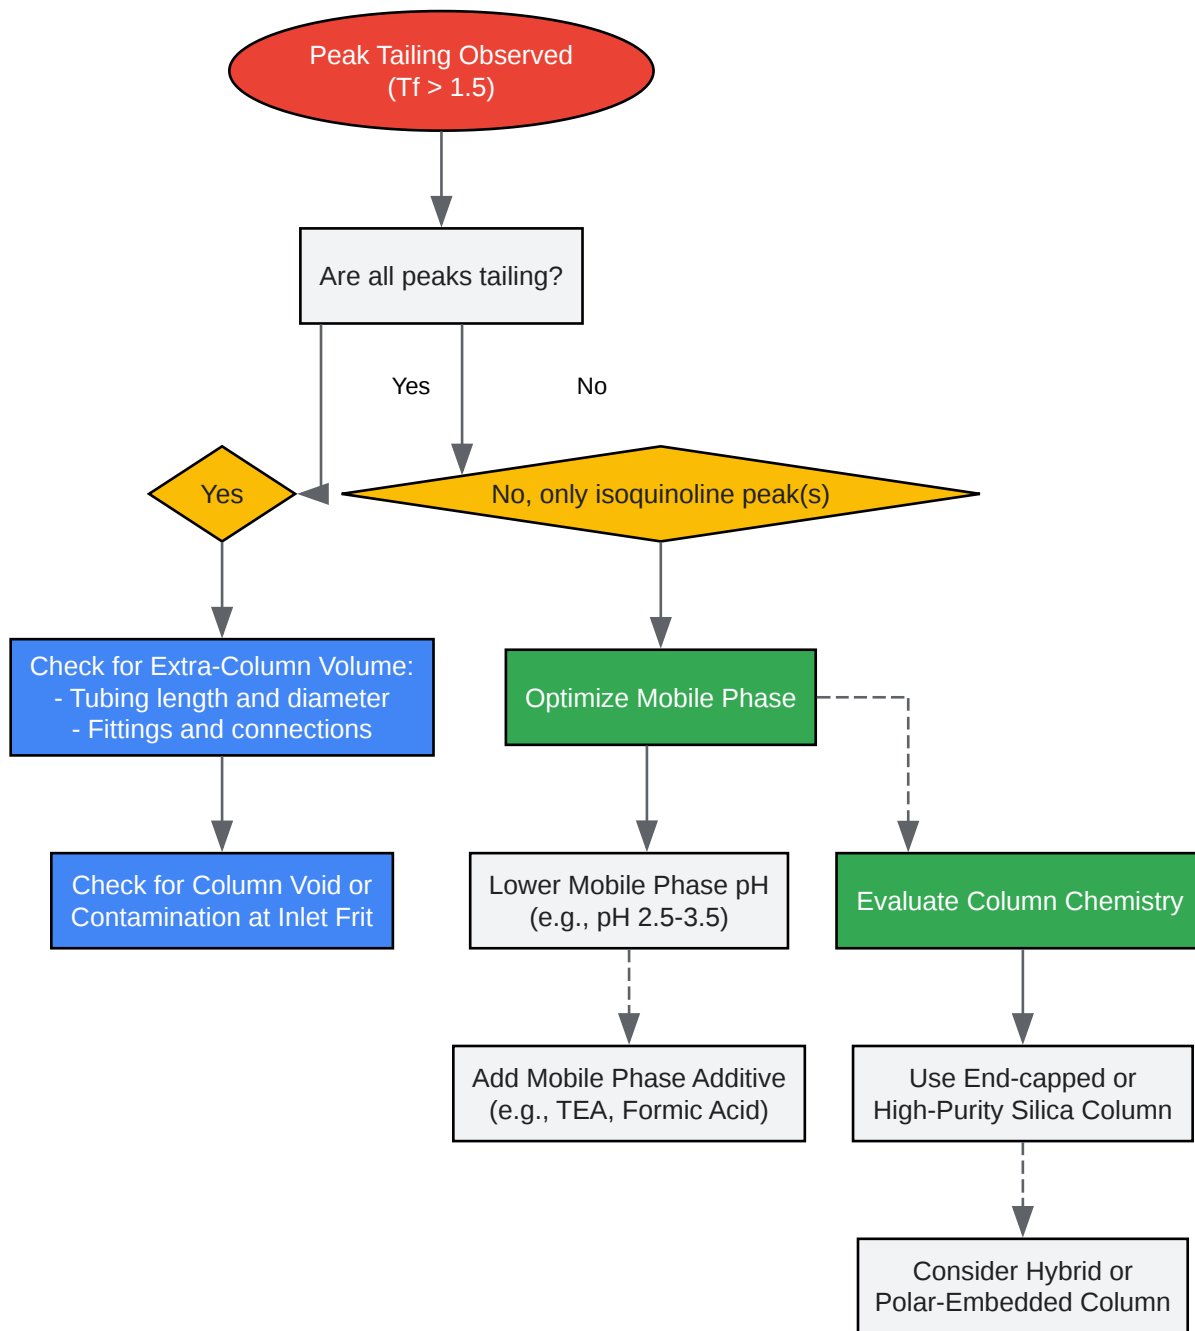 Peak Tailing Observed
(Tf > 1.5)
Are all peaks tailing?
Yes
No
Yes
No, only isoquinoline peak(s)
Check for Extra-Column Volume:
- Tubing length and diameter
- Fittings and connections
Optimize Mobile Phase
Check for Column Void or
Contamination at Inlet Frit
Lower Mobile Phase pH
(e.g., pH 2.5-3.5)
Evaluate Column Chemistry
Add Mobile Phase Additive
(e.g., TEA, Formic Acid)
Use End-capped or
High-Purity Silica Column
Consider Hybrid or
Polar-Embedded Column